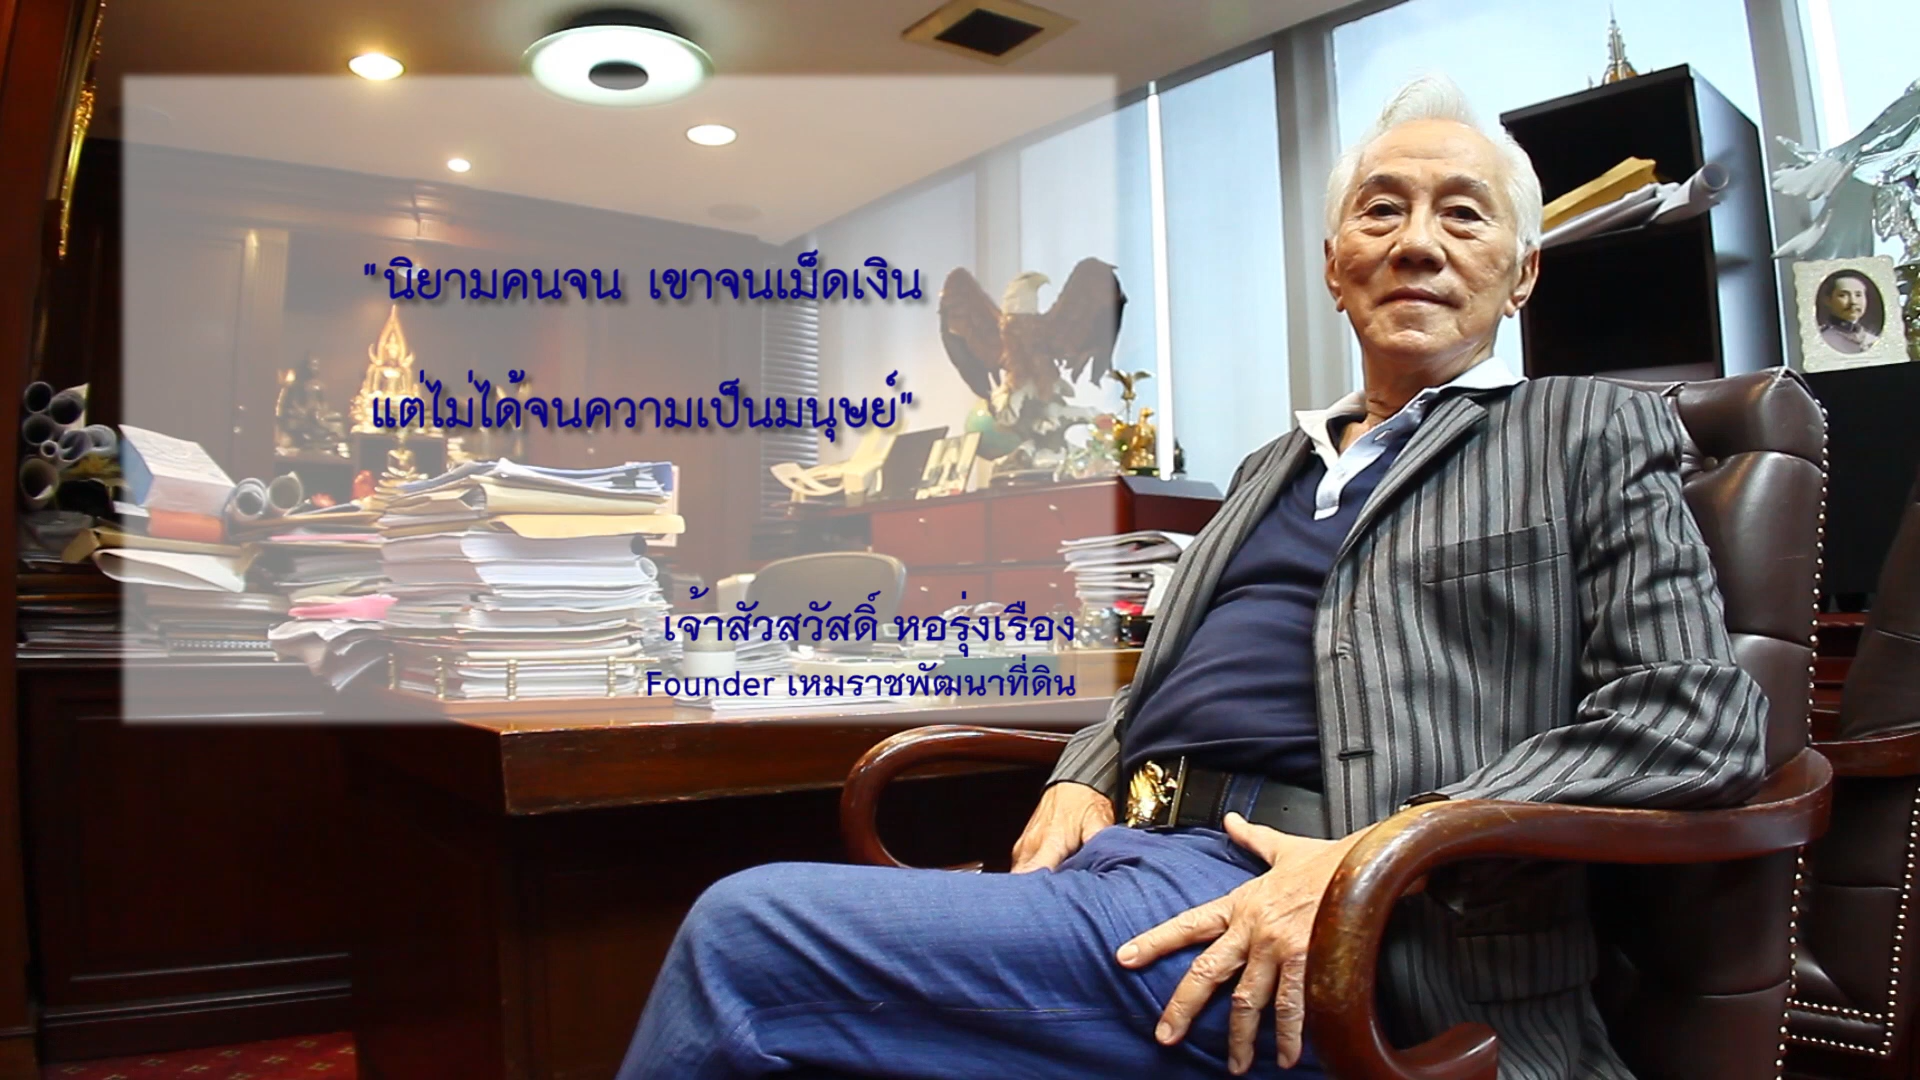 "นิยามคนจน เขาจนเม็ดเงิน
แต่ไม่ได้จนความเป็นมนุษย์"
เจ้าสัวสวัสดิ์ หอรุ่งเรือง
Founder เหมราชพัฒนาที่ดิน